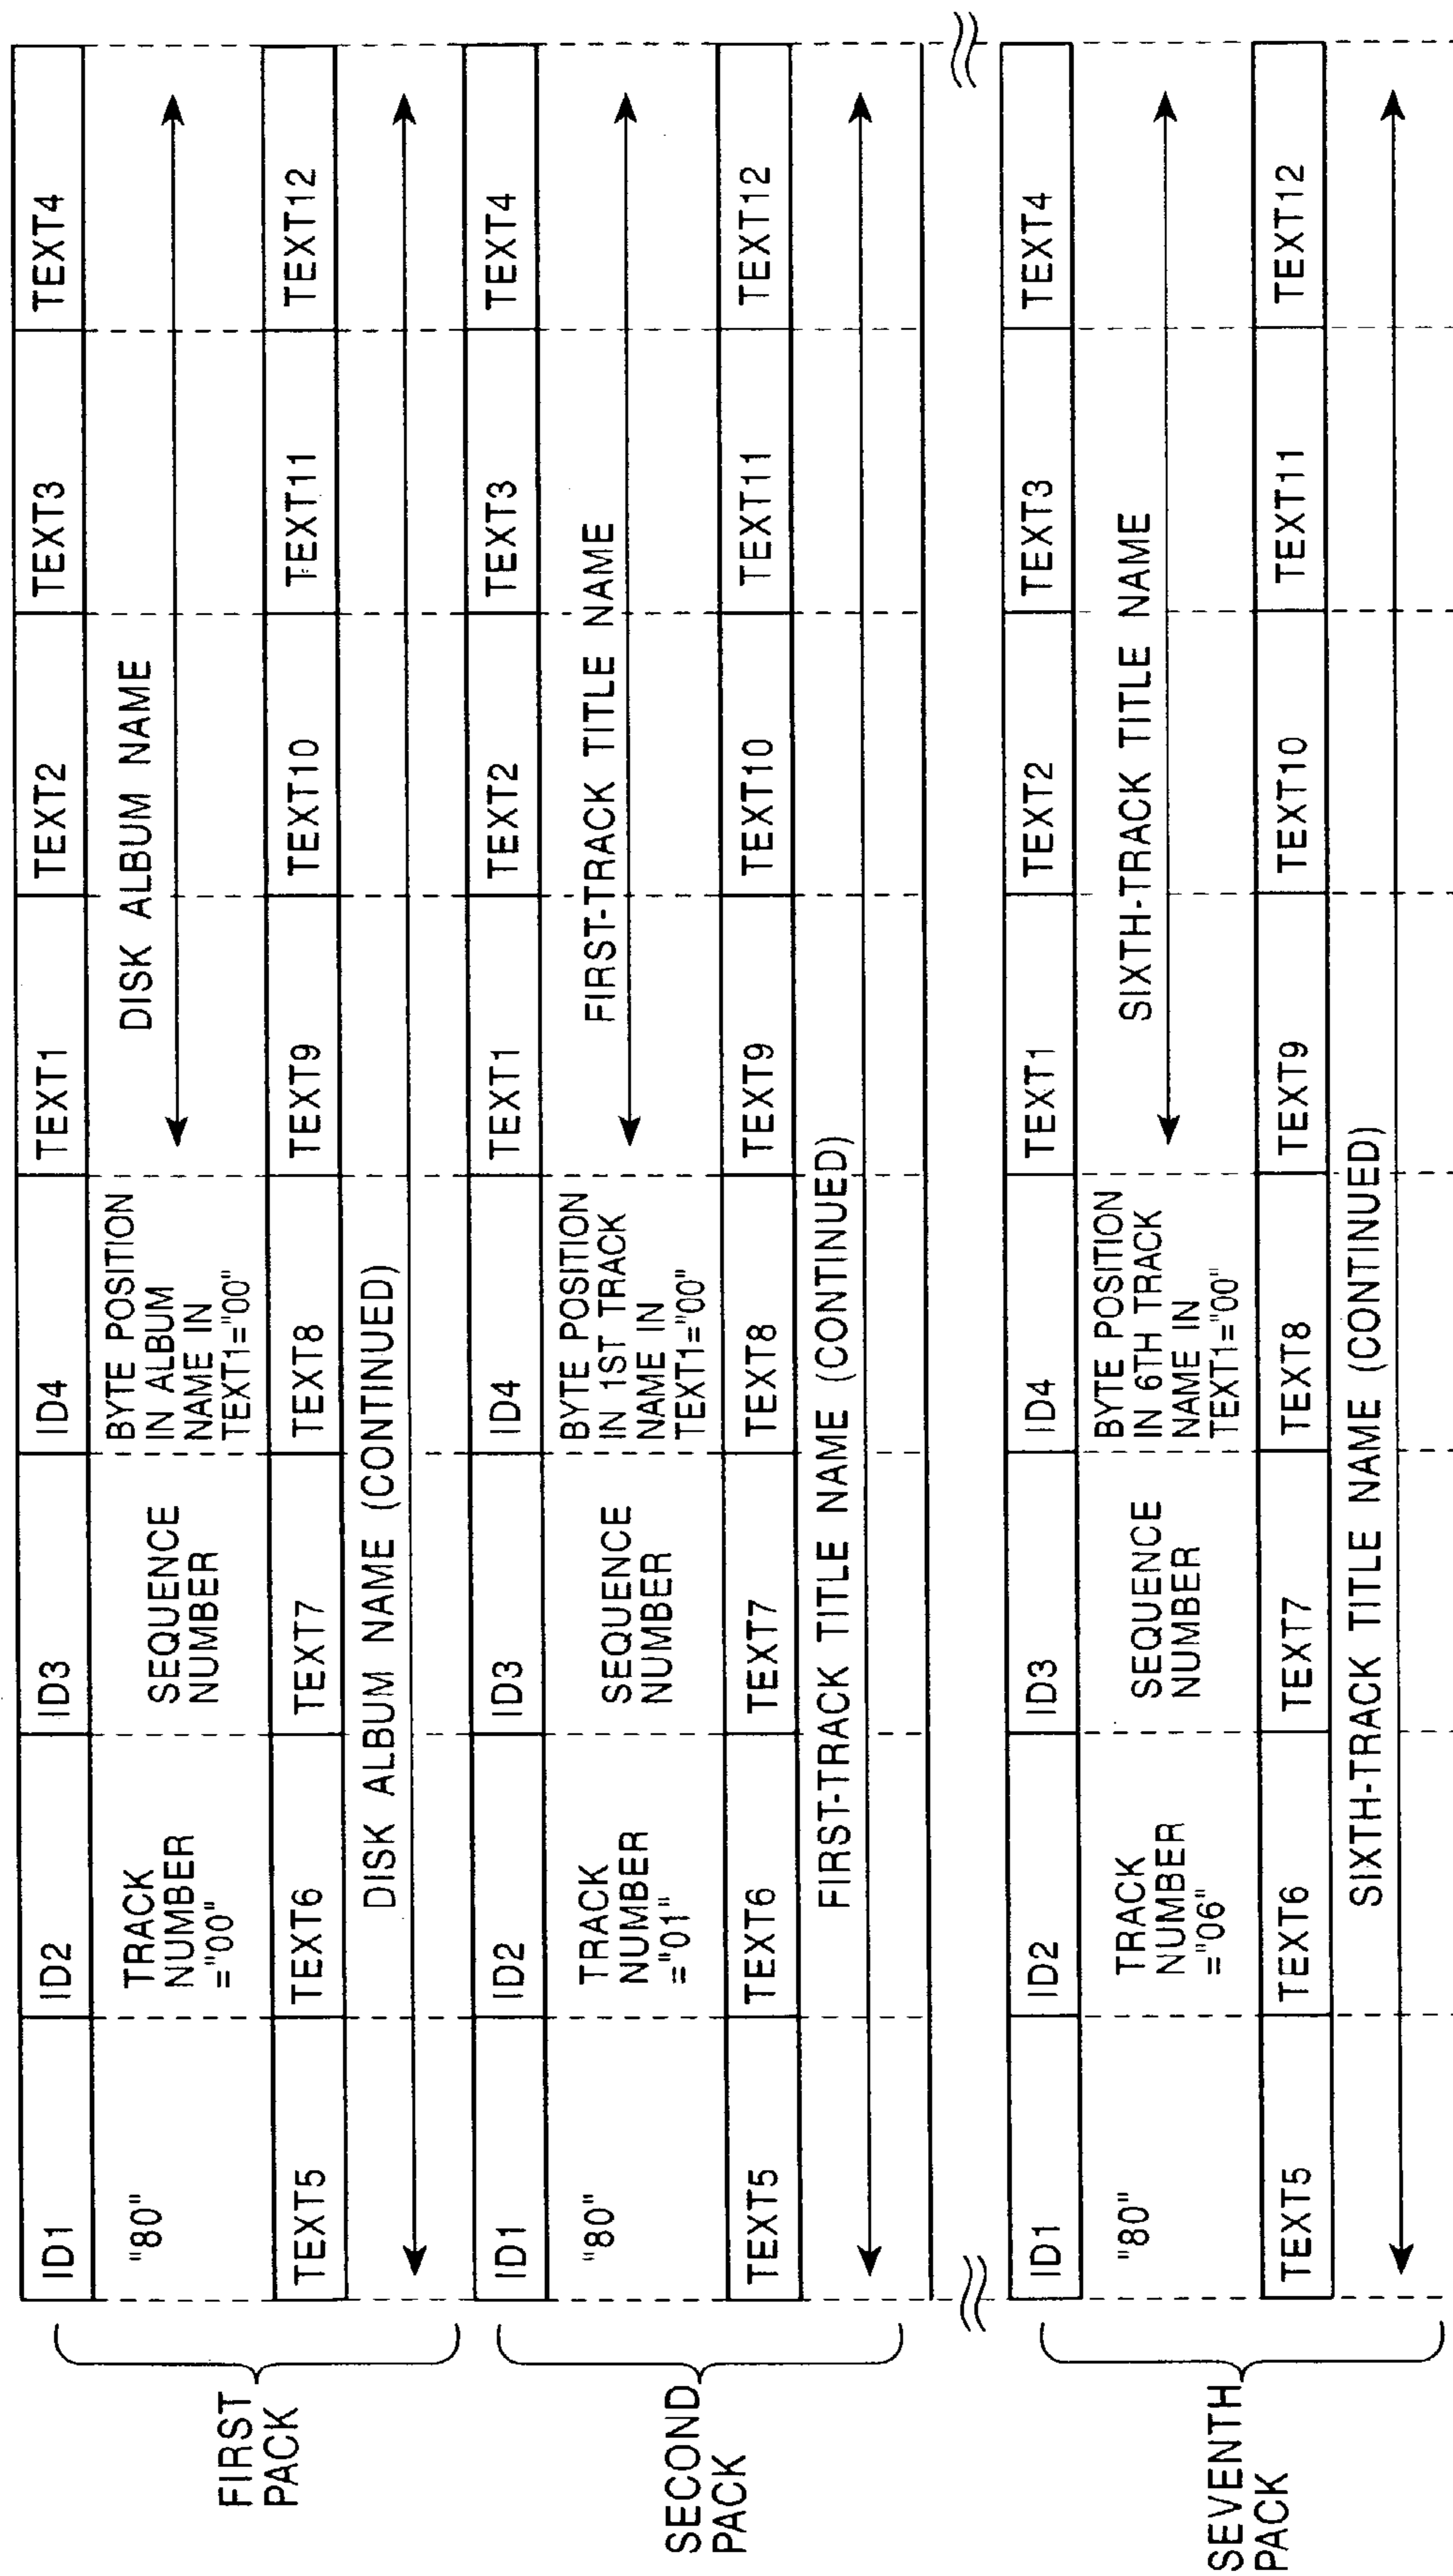 FIRST
PACK
ID1
ID2
ID3
ID4
TEXT1
TEXT2
TEXT3
TEXT4
"80"
TRACK
NUMBER
="00"
SEQUENCE
NUMBER
BYTE POSITION
IN ALBUM
NAME IN
TEXT1="00"
DISK ALBUM NAME
TEXT5
TEXT6
TEXT7
TEXT8
TEXT9
TEXT10
TEXT11
TEXT12
DISK ALBUM NAME (CONTINUED)
SECOND
PACK
ID1
ID2
ID3
ID4
TEXT1
TEXT2
TEXT3
TEXT4
"80"
TRACK
NUMBER
="01"
SEQUENCE
NUMBER
BYTE POSITION
IN 1ST TRACK
NAME IN
TEXT1="00"
FIRST-TRACK TITLE NAME
TEXT5
TEXT6
TEXT7
TEXT8
TEXT9
TEXT10
TEXT11
TEXT12
FIRST-TRACK TITLE NAME (CONTINUED)
SEVENTH
PACK
ID1
ID2
ID3
ID4
TEXT1
TEXT2
TEXT3
TEXT4
"80"
TRACK
NUMBER
="06"
SEQUENCE
NUMBER
BYTE POSITION
IN 6TH TRACK
NAME IN
TEXT1="00"
SIXTH-TRACK TITLE NAME
TEXT5
TEXT6
TEXT7
TEXT8
TEXT9
TEXT10
TEXT11
TEXT12
SIXTH-TRACK TITLE NAME (CONTINUED)